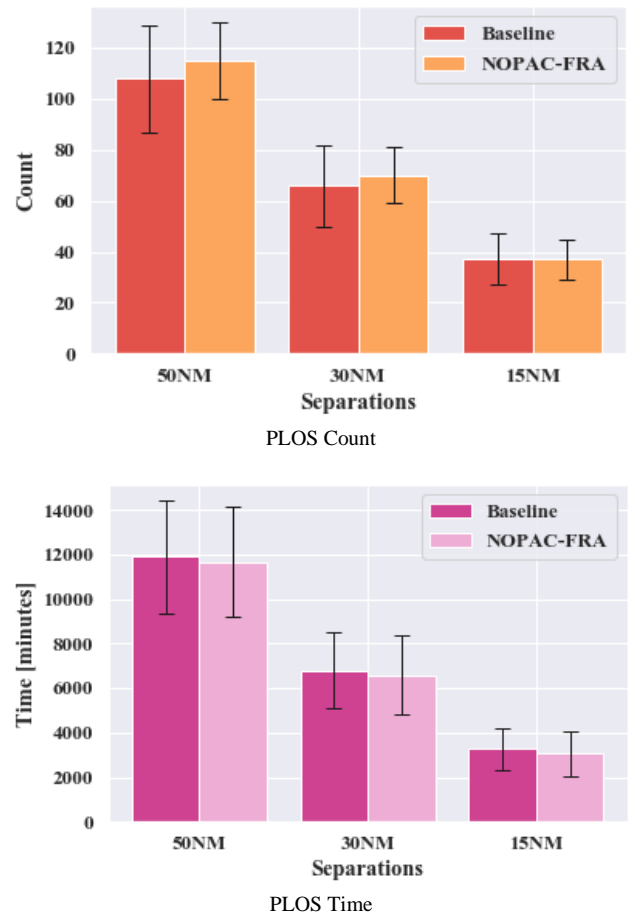 120
100
80
60
40
20
0
Count
Baseline
NOPAC-FRA
50NM
30NM
15NM
Separations
PLOS Count
14000
12000
10000
8000
6000
4000
2000
0
Time [minutes]
Baseline
NOPAC-FRA
50NM
30NM
15NM
Separations
PLOS Time